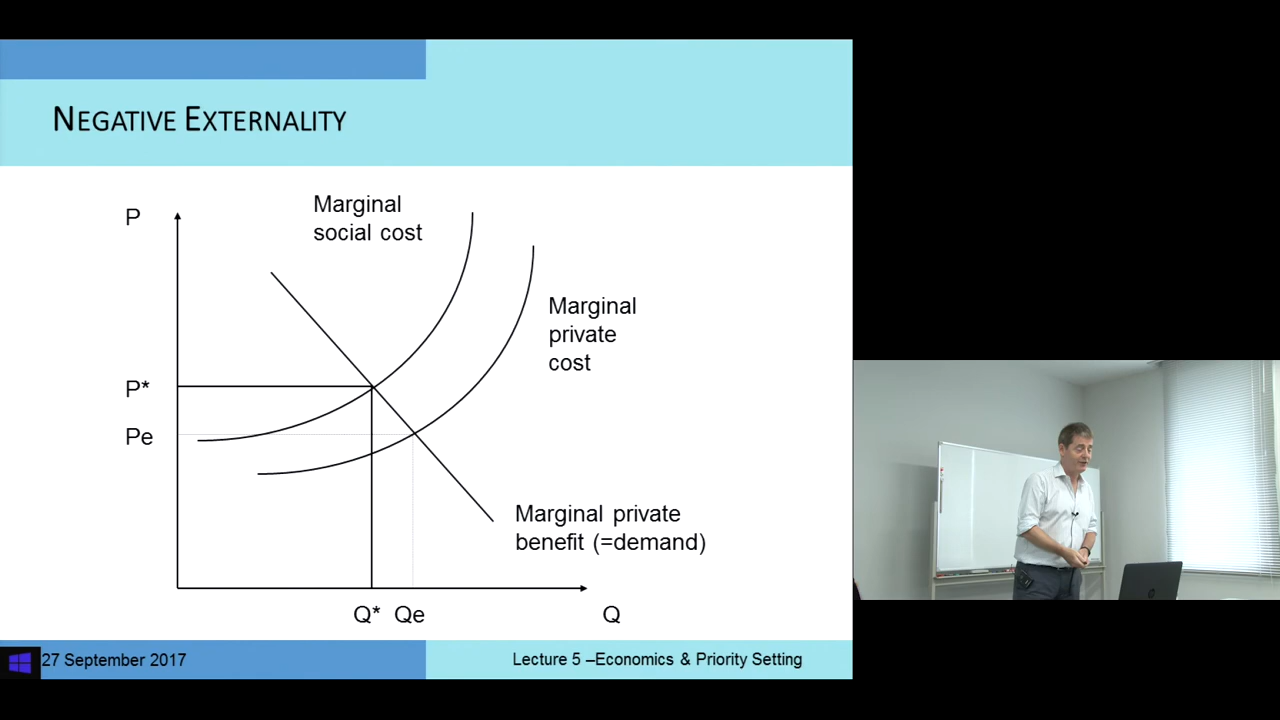 NEGATIVE EXTERNALITY
P
Marginal
social cost
Marginal
private
cost
P*
Pe
Marginal private
benefit (=demand)
Q*
Qe
Q
27 September 2017
Lecture 5 –Economics & Priority Setting